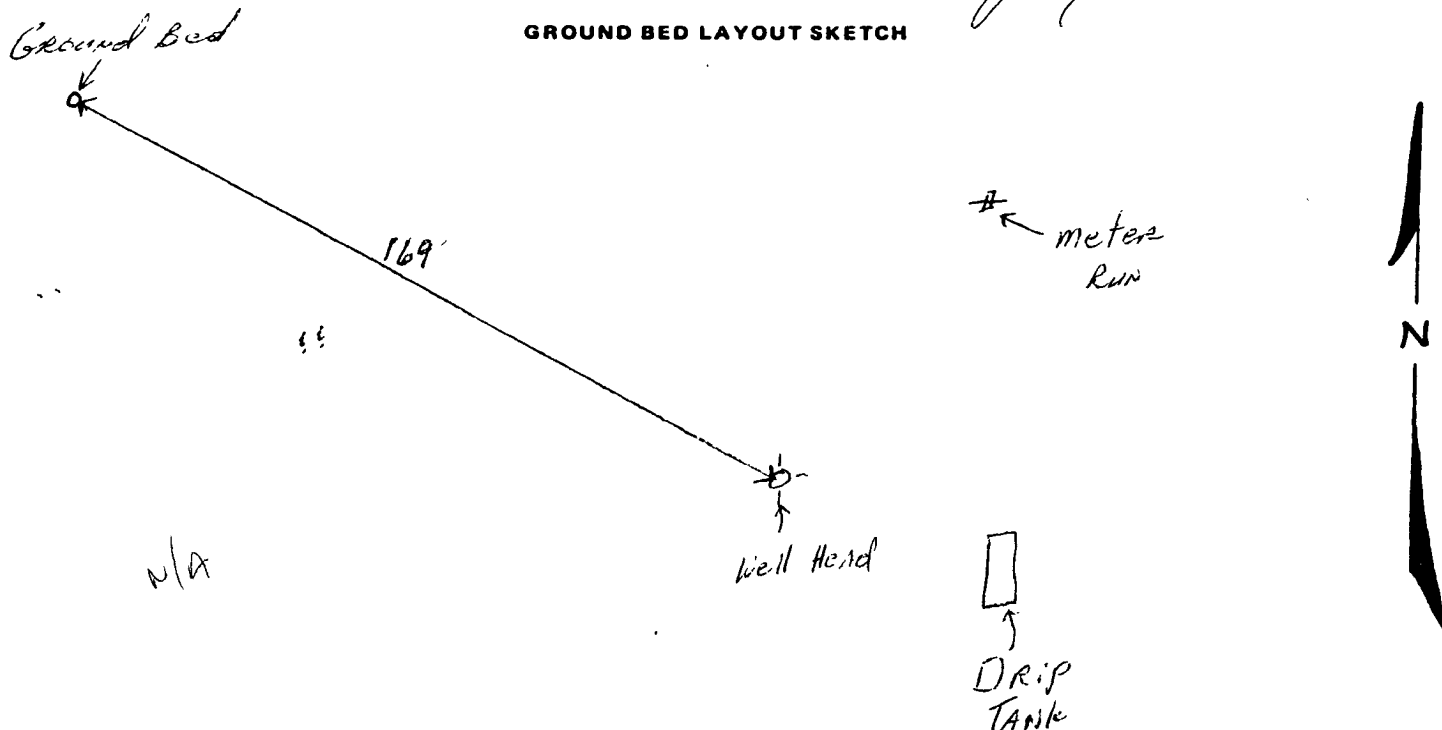 GROUND BED LAYOUT SKETCH
Ground Bed
169'
meter
Run
N
N/A
Well Head
DRiP
TANK